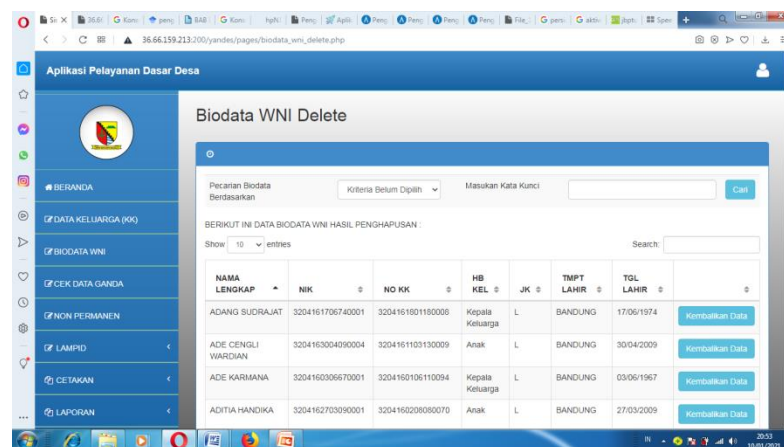 Aplikasi Pelayanan Dasar Desa
36.66.159.213:200/yandes/pages/biodata_wni_delete.php
Biodata WNI Delete
BERANDA
DATA KELUARGA (KK)
BIODATA WNI
CEK DATA GANDA
NON PERMANEN
LAMPID
CETAKAN
LAPORAN
Pecarian Biodata Berdasarkan
Kriteria Belum Dipilih
Masukan Kata Kunci
Cari
BERIKUT INI DATA BIODATA WNI HASIL PENGHAPUSAN :
Show 10 entries
Search:
NAMA LENGKAP NIK NO KK HB KEL JK TMPT LAHIR TGL LAHIR
ADANG SUDRAJAT 3204161706740001 3204161801180008 Kepala Keluarga L BANDUNG 17/06/1974 Kembalikan Data
ADE CENGLI WARDIAN 3204163004090004 3204161103130009 Anak L BANDUNG 30/04/2009 Kembalikan Data
ADE KARMANA 3204160306670001 3204160106110094 Kepala Keluarga L BANDUNG 03/06/1967 Kembalikan Data
ADITIA HANDIKA 3204162703090001 3204160208080070 Anak L BANDUNG 27/03/2009 Kembalikan Data
IN
20:53
10/01/2021